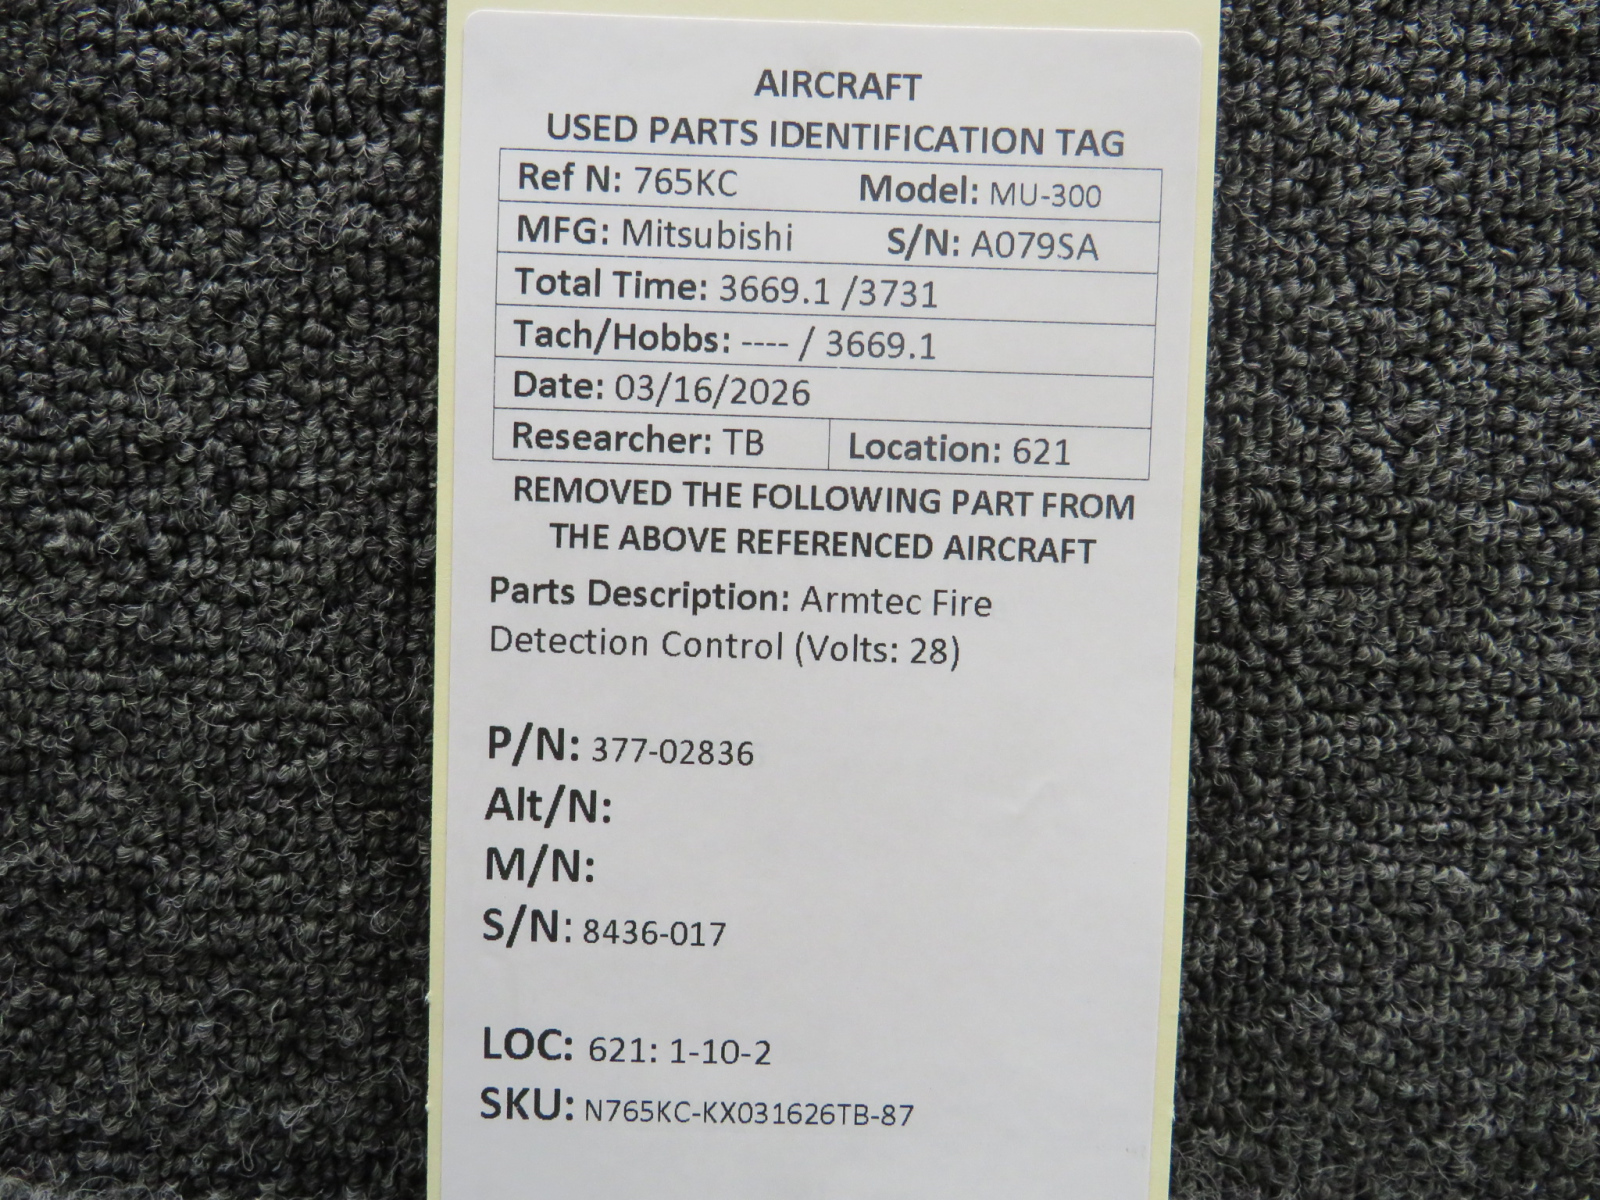 AIRCRAFT
USED PARTS IDENTIFICATION TAG
Ref N: 765KC Model: MU-300
MFG: Mitsubishi S/N: A079SA
Total Time: 3669.1 /3731
Tach/Hobbs: ---- / 3669.1
Date: 03/16/2026
Researcher: TB Location: 621
REMOVED THE FOLLOWING PART FROM
THE ABOVE REFERENCED AIRCRAFT
Parts Description: Armtec Fire
Detection Control (Volts: 28)
P/N: 377-02836
Alt/N:
M/N:
S/N: 8436-017
LOC: 621: 1-10-2
SKU: N765KC-KX031626TB-87